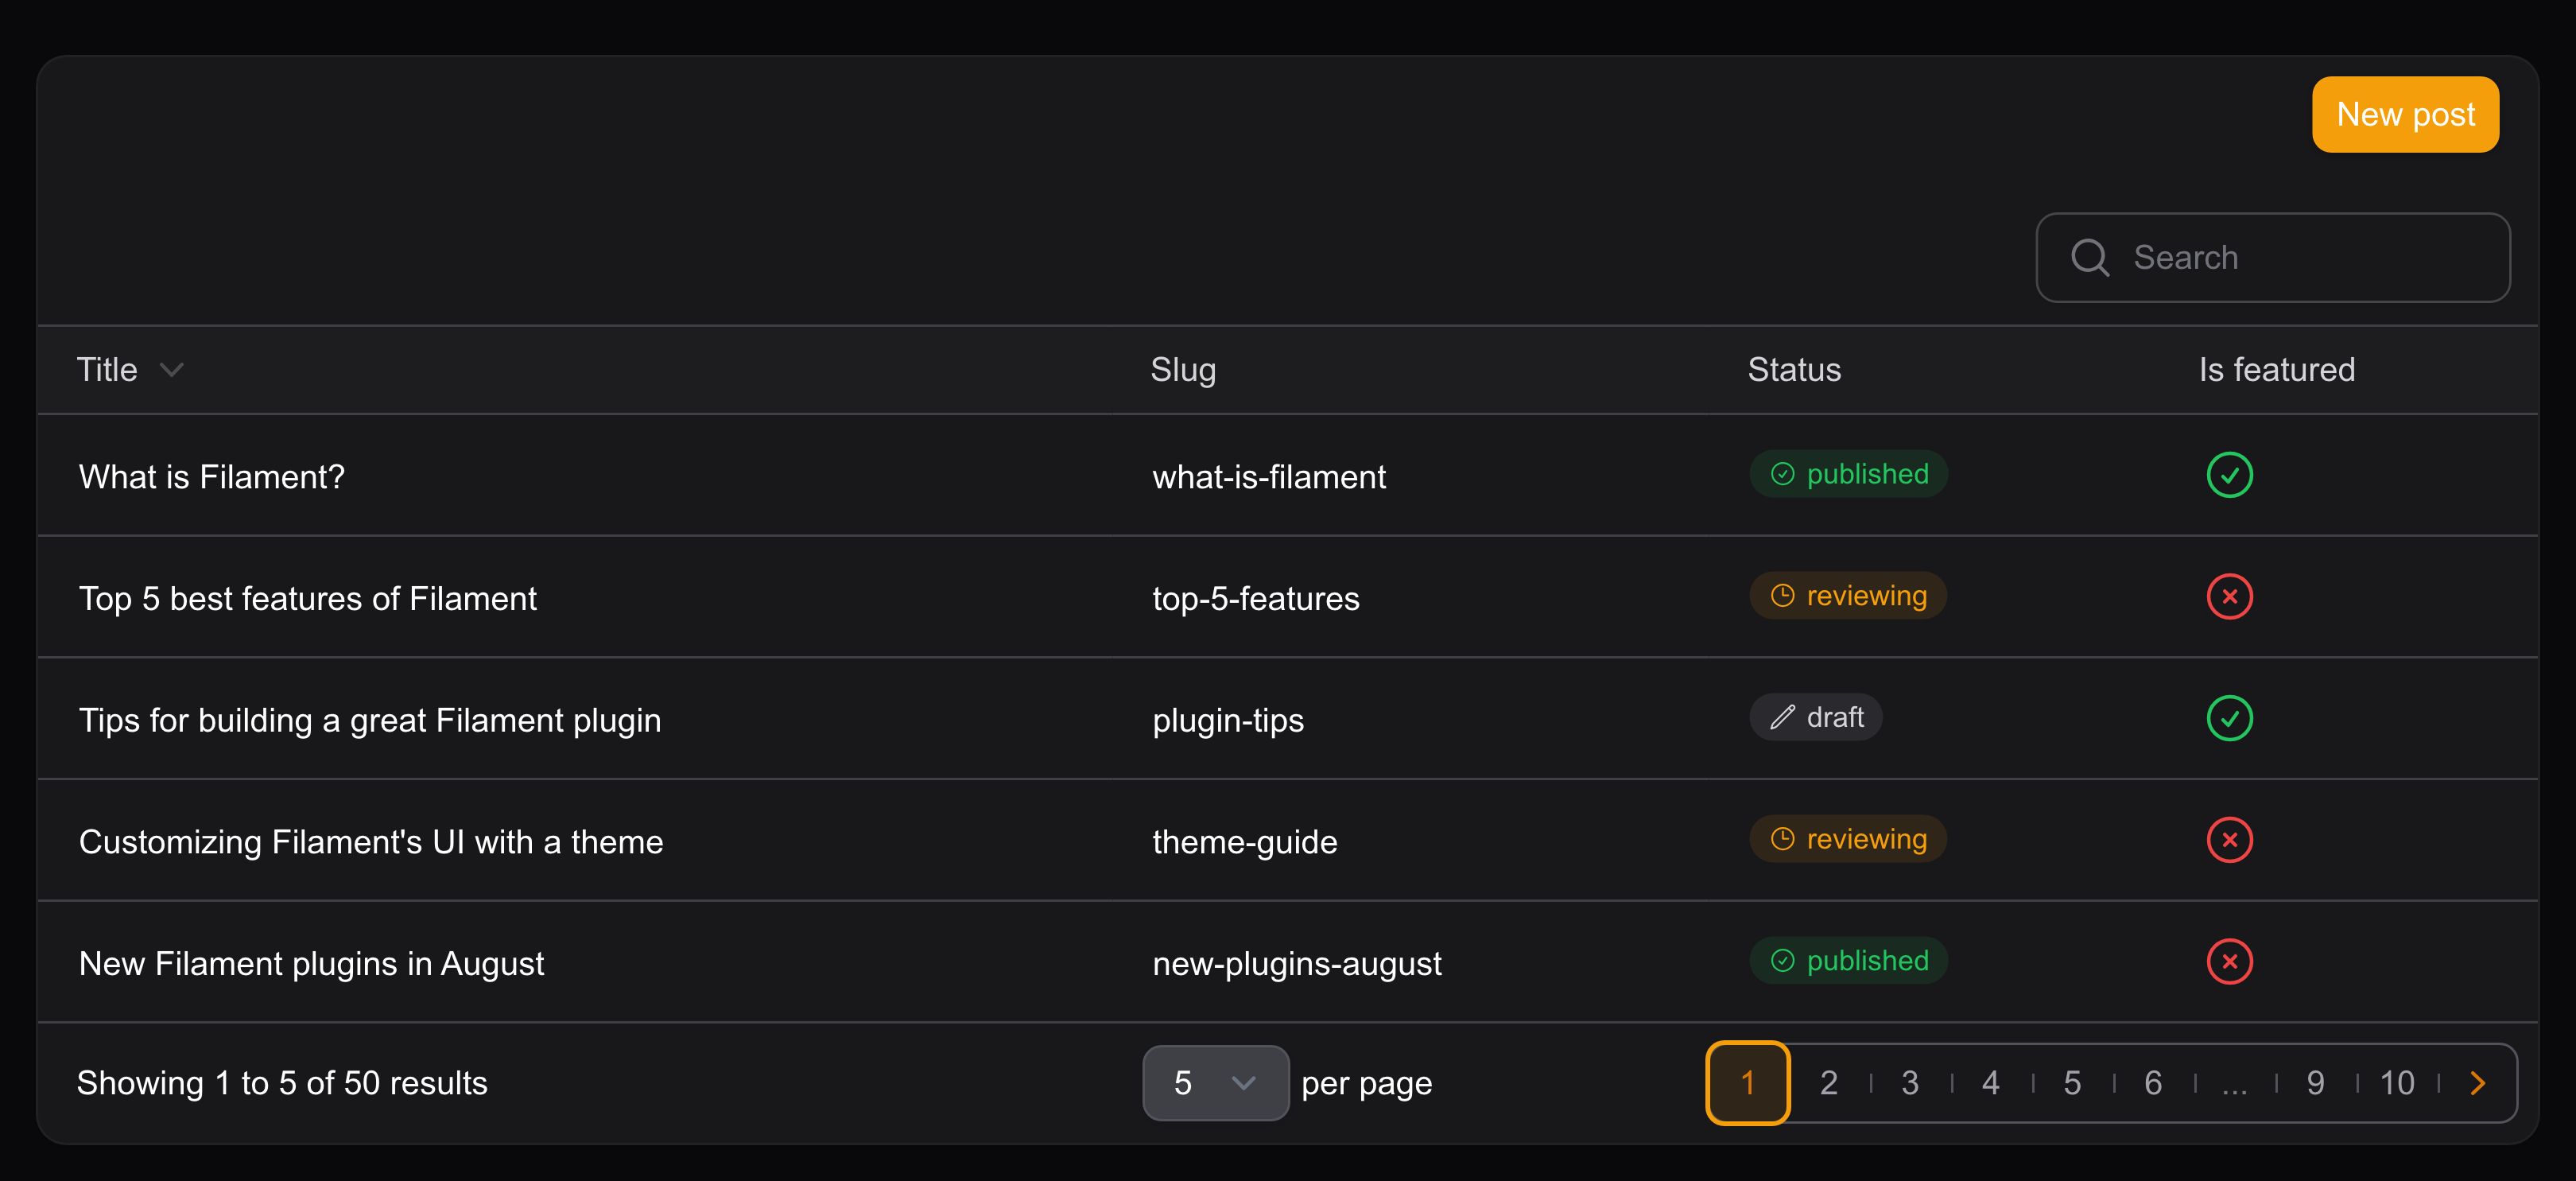 New post
Search
Title Slug Status Is featured
What is Filament? what-is-filament published
Top 5 best features of Filament top-5-features reviewing
Tips for building a great Filament plugin plugin-tips draft
Customizing Filament's UI with a theme theme-guide reviewing
New Filament plugins in August new-plugins-august published
Showing 1 to 5 of 50 results 5 per page 1 2 3 4 5 6 ... 9 10